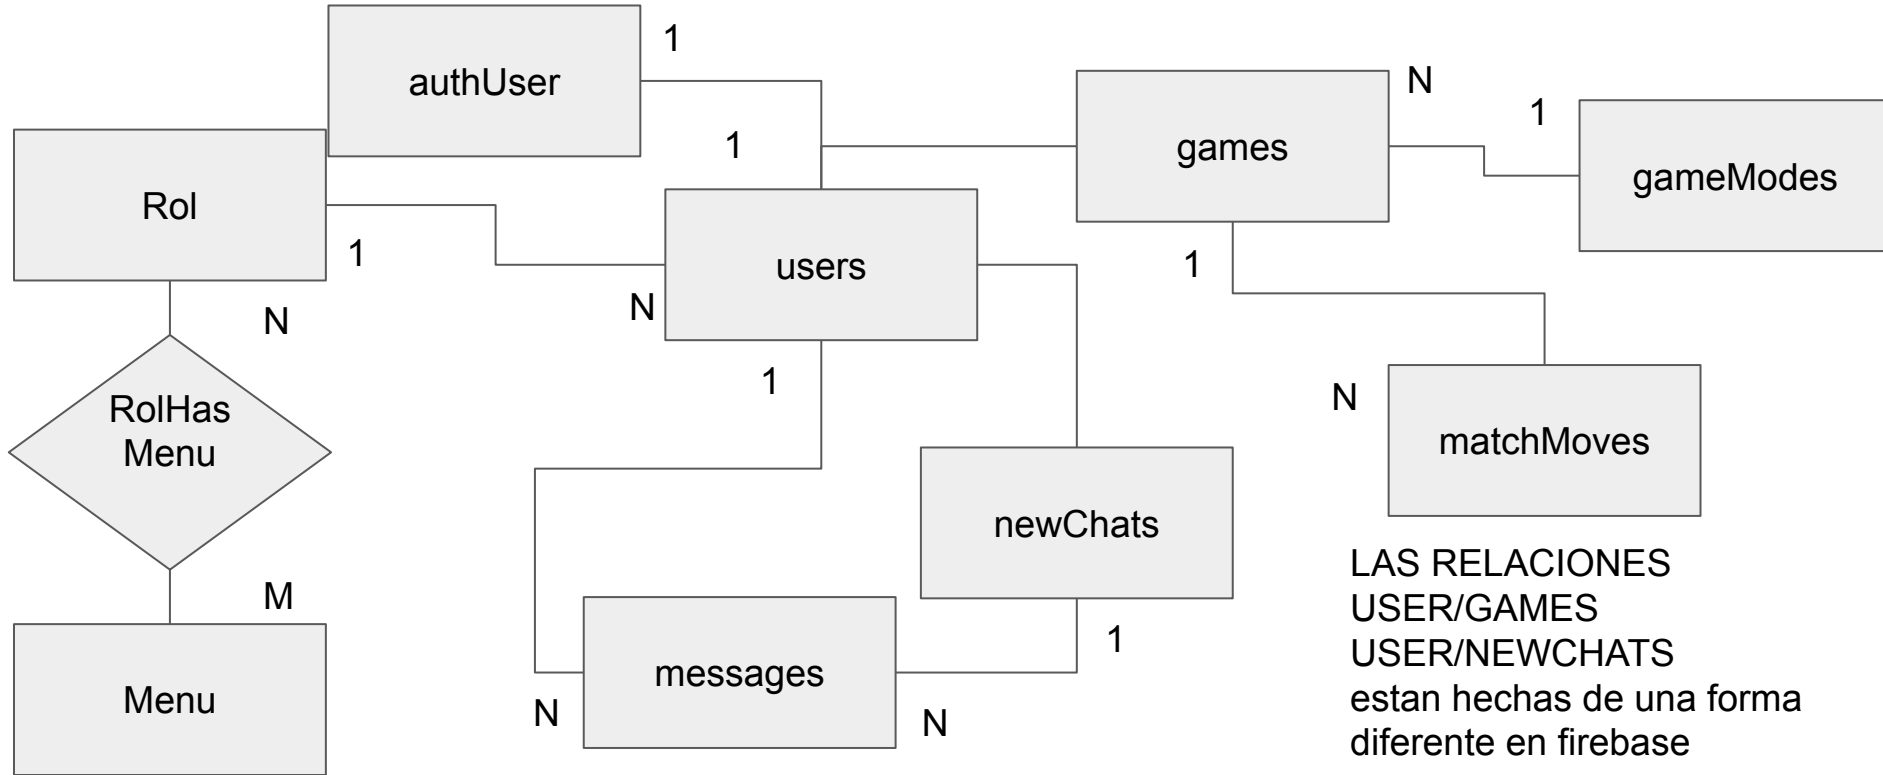 1
authUser
N
games
1
gameModes
1
Rol
1
users
1
N
N
1
1
RolHas
Menu
N
matchMoves
newChats
M
1
messages
Menu
N
N
LAS RELACIONES
USER/GAMES
USER/NEWCHATS
estan hechas de una forma
diferente en firebase